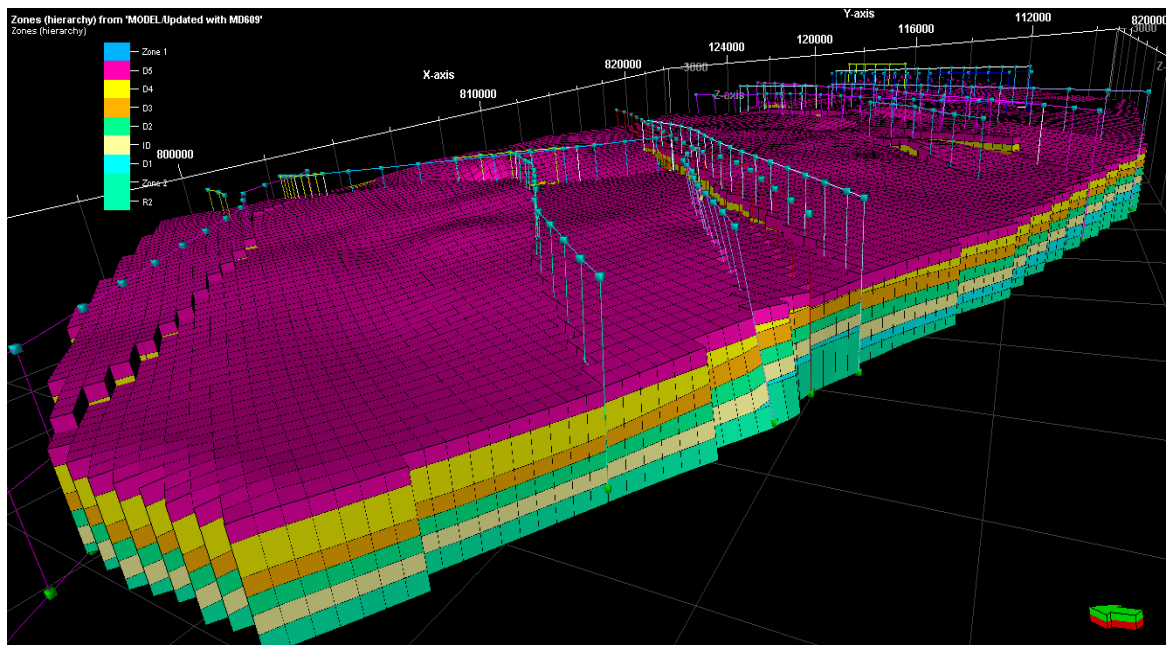 Zones (hierarchy) from 'MODEL/Updated with MD609'
Zones (hierarchy)
Zone 1
D5
D4
D3
D2
ID
D1
Zone 2
R2
X-axis
800000
810000
820000
Y-axis
124000
120000
116000
112000
820000
-3000
Z-axis
-3000